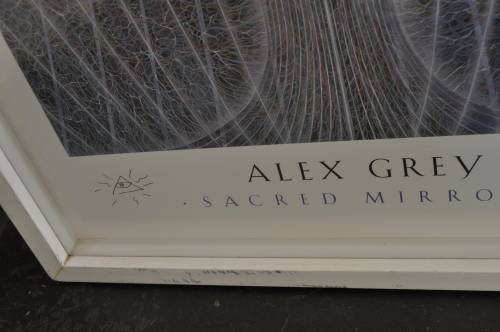 ALEX GREY
· SACRED MIRRO